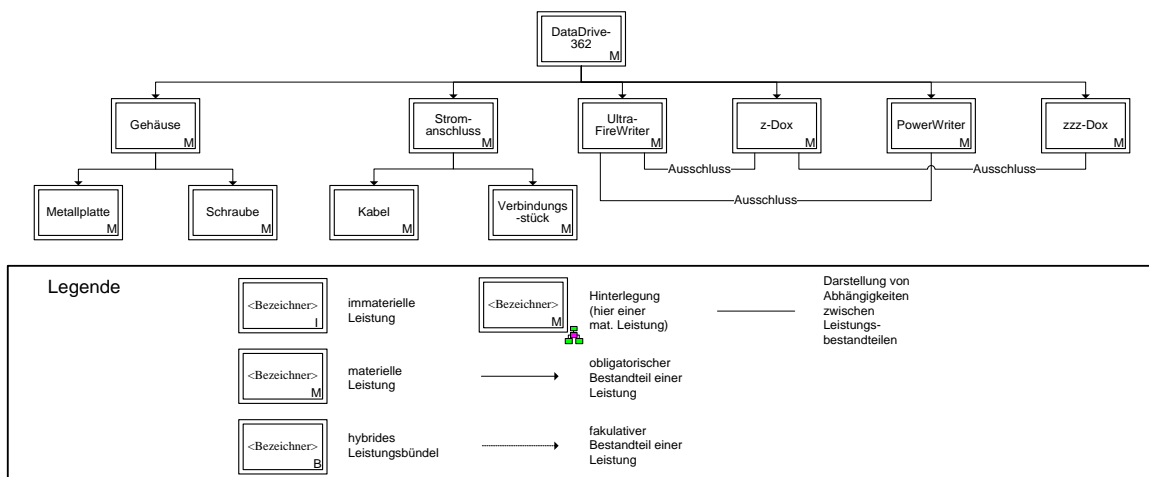 DataDrive-
362
M
Gehäuse
M
Strom-
anschluss
M
Ultra-
FireWriter
M
z-Dox
M
PowerWriter
M
zzz-Dox
M
Ausschluss
Ausschluss
Ausschluss
Metallplatte
M
Schraube
M
Kabel
M
Verbindungs
-stück
M
Legende
<Bezeichner>
I
immaterielle
Leistung
<Bezeichner>
M
Hinterlegung
(hier einer
mat. Leistung)
Darstellung von
Abhängigkeiten
zwischen
Leistungs-
bestandteilen
<Bezeichner>
M
materielle
Leistung
obligatorischer
Bestandteil einer
Leistung
<Bezeichner>
B
hybrides
Leistungsbündel
fakulativer
Bestandteil einer
Leistung